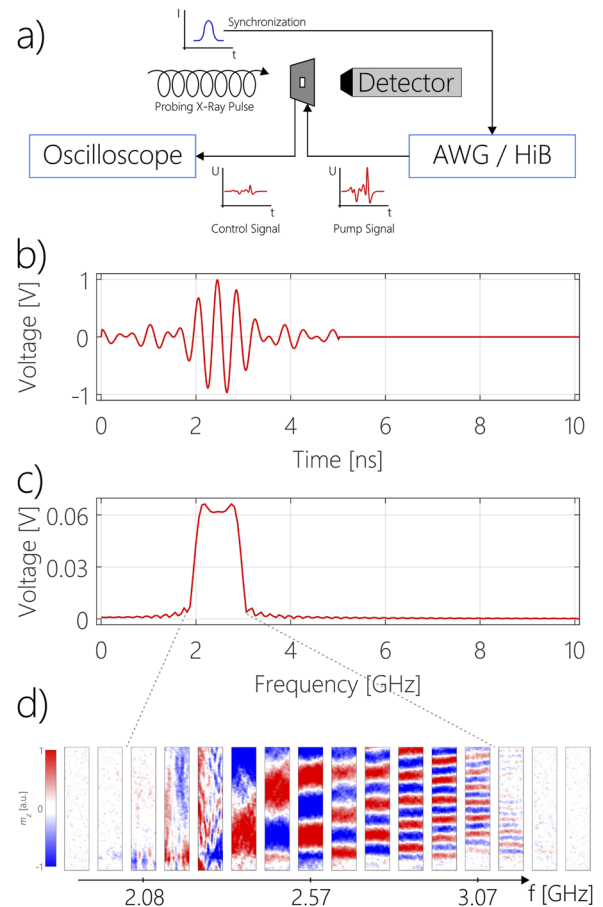 a)
I
Synchronization
t
Probing X-Ray Pulse
Detector
Oscilloscope
AWG / HiB
U
t
Control Signal
U
t
Pump Signal
b)
Voltage [V]
1
0
-1
0 2 4 6 8 10
Time [ns]
c)
Voltage [V]
0.06
0.03
0
0 2 4 6 8 10
Frequency [GHz]
d)
m_z [a.u.]
1
0
-1
2.08 2.57 3.07 f [GHz]